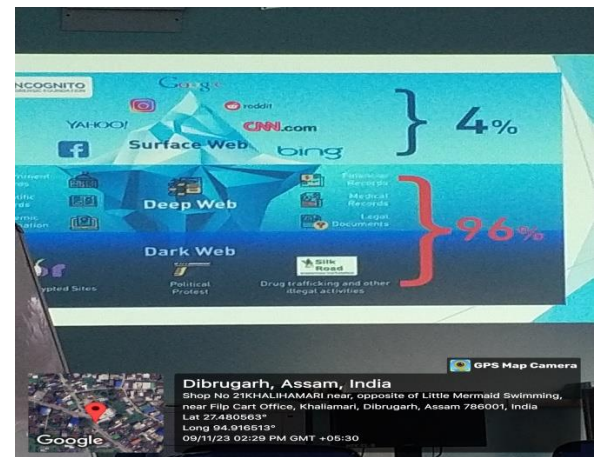 INCOGNITO
Google
reddit
YAHOO!
CNN.com
4%
Surface Web
bing
Financial
Records
Deep Web
Medical
Records
Legal
Documents
96%
Dark Web
Silk
Road
ypted Sites
Political
Protest
Drug trafficking and other
illegal activities
GPS Map Camera
Dibrugarh, Assam, India
Shop No 21KHALIHAMARI near, opposite of Little Mermaid Swimming,
near Filp Cart Office, Khaliamari, Dibrugarh, Assam 786001, India
Lat 27.480563°
Long 94.916513°
09/11/23 02:29 PM GMT +05:30
Google